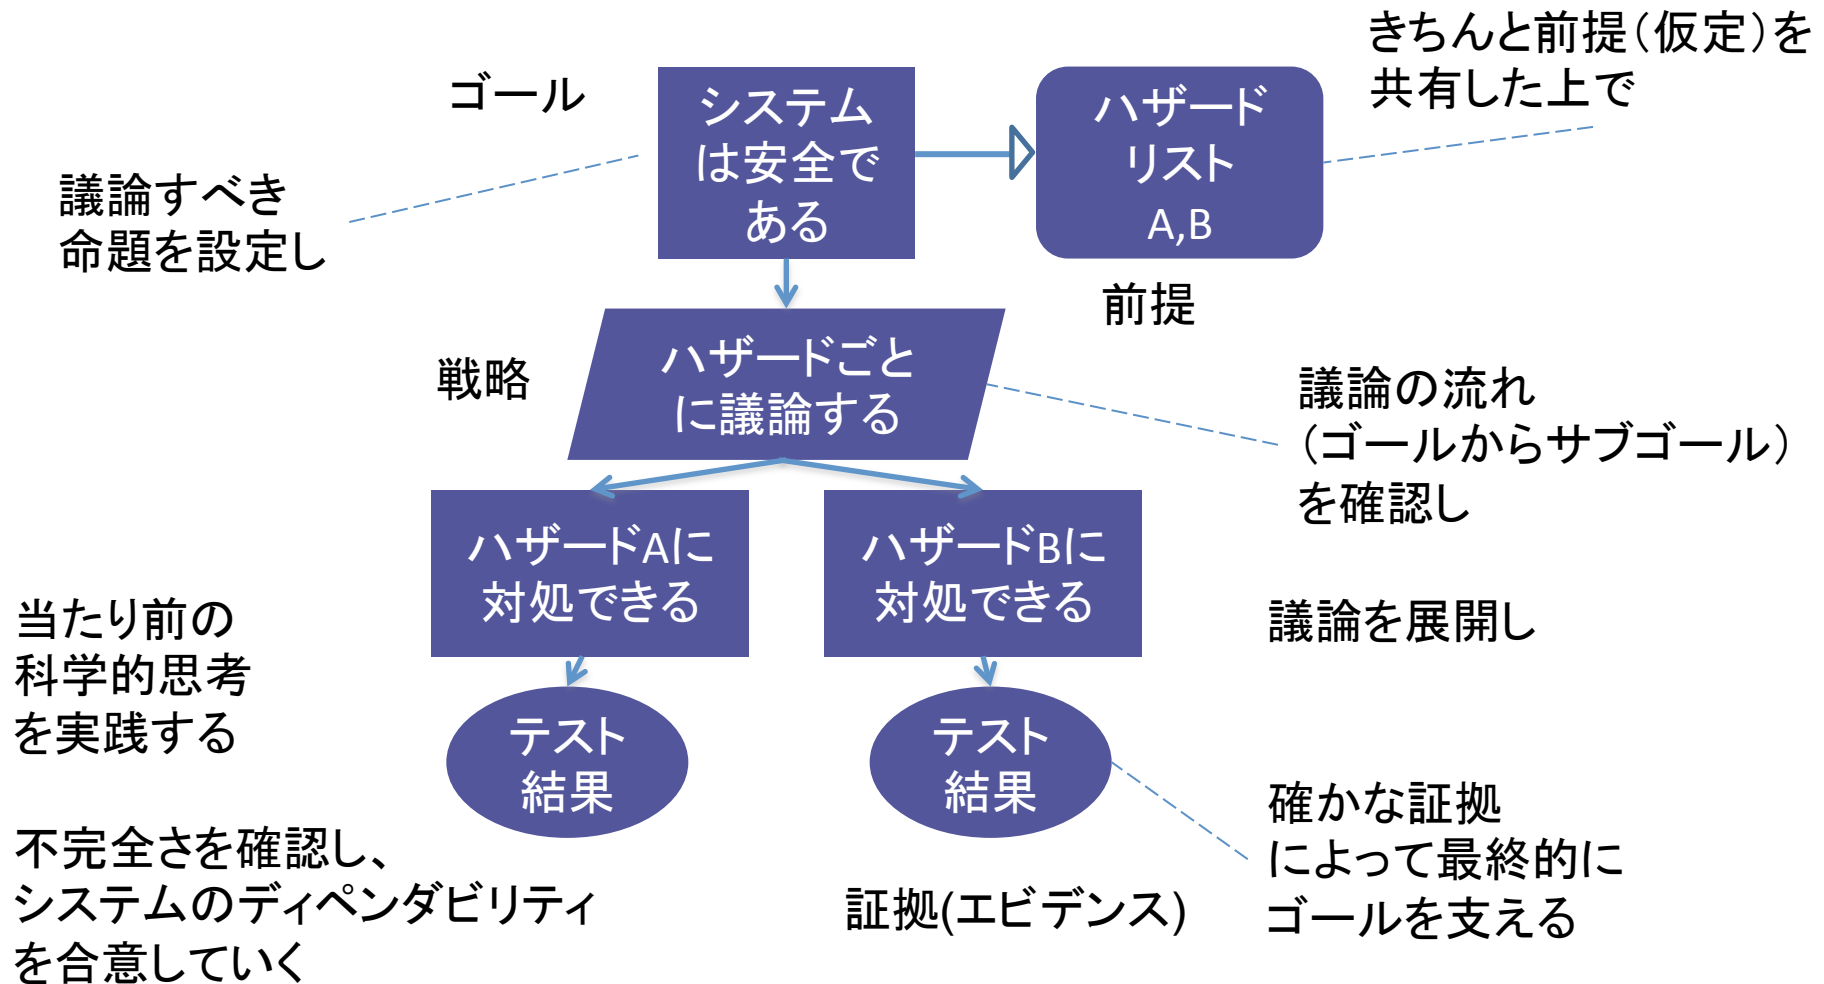 きちんと前提(仮定)を
共有した上で
ゴール
システム
は安全で
ある
ハザード
リスト
A,B
議論すべき
命題を設定し
前提
戦略
ハザードごと
に議論する
議論の流れ
(ゴールからサブゴール)
を確認し
ハザードAに
対処できる
ハザードBに
対処できる
議論を展開し
当たり前の
科学的思考
を実践する
テスト
結果
テスト
結果
確かな証拠
によって最終的に
ゴールを支える
不完全さを確認し、
システムのディペンダビリティ
を合意していく
証拠(エビデンス)